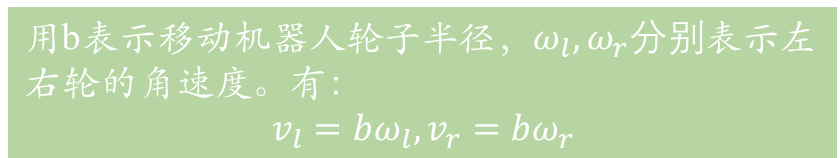 用b表示移动机器人轮子半径，ω_l,ω_r分别表示左
右轮的角速度。有：
v_l = bω_l, v_r = bω_r